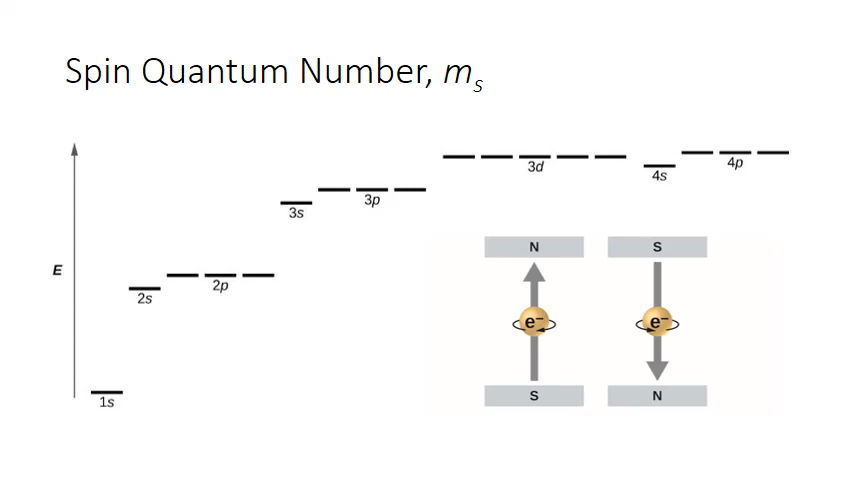 Spin Quantum Number, mₛ
3d
4s
4p
3s
3p
E
2s
2p
1s
N
S
e⁻
e⁻
S
N